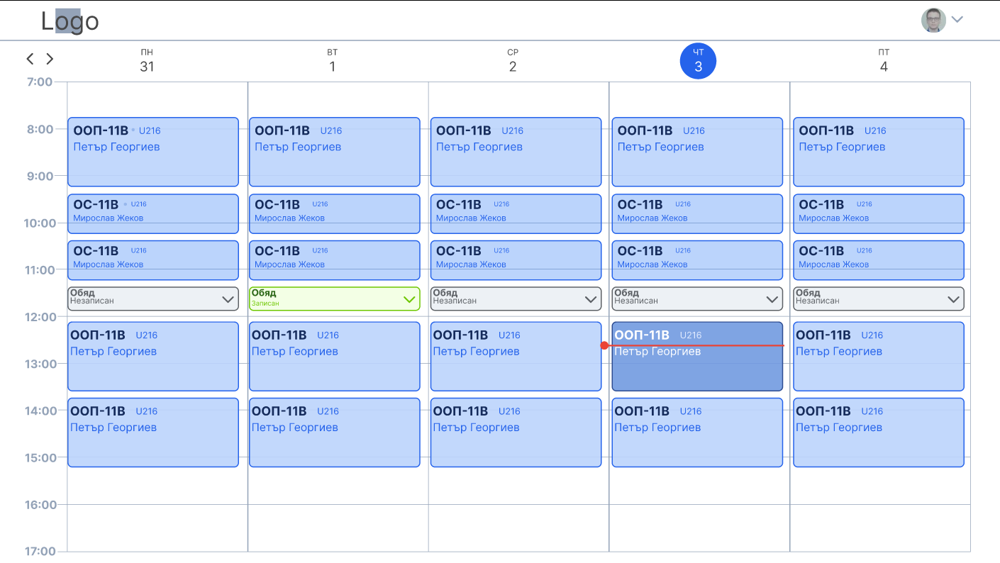 Logo
ПН
31
ВТ
1
СР
2
ЧТ
3
ПТ
4
7:00
8:00
9:00
10:00
11:00
12:00
13:00
14:00
15:00
16:00
17:00
ООП-11В • U216
Петър Георгиев
ОС-11В • U216
Мирослав Жеков
ОС-11В U216
Мирослав Жеков
Обяд
Незаписан
ООП-11В U216
Петър Георгиев
ООП-11В U216
Петър Георгиев
ООП-11В U216
Петър Георгиев
ОС-11В U216
Мирослав Жеков
ОС-11В U216
Мирослав Жеков
Обяд
Записан
ООП-11В U216
Петър Георгиев
ООП-11В U216
Петър Георгиев
ООП-11В U216
Петър Георгиев
ОС-11В U216
Мирослав Жеков
ОС-11В U216
Мирослав Жеков
Обяд
Незаписан
ООП-11В U216
Петър Георгиев
ООП-11В U216
Петър Георгиев
ООП-11В U216
Петър Георгиев
ОС-11В U216
Мирослав Жеков
ОС-11В U216
Мирослав Жеков
Обяд
Незаписан
ООП-11В U216
Петър Георгиев
ООП-11В U216
Петър Георгиев
ООП-11В U216
Петър Георгиев
ОС-11В U216
Мирослав Жеков
ОС-11В U216
Мирослав Жеков
Обяд
Незаписан
ООП-11В U216
Петър Георгиев
ООП-11В U216
Петър Георгиев